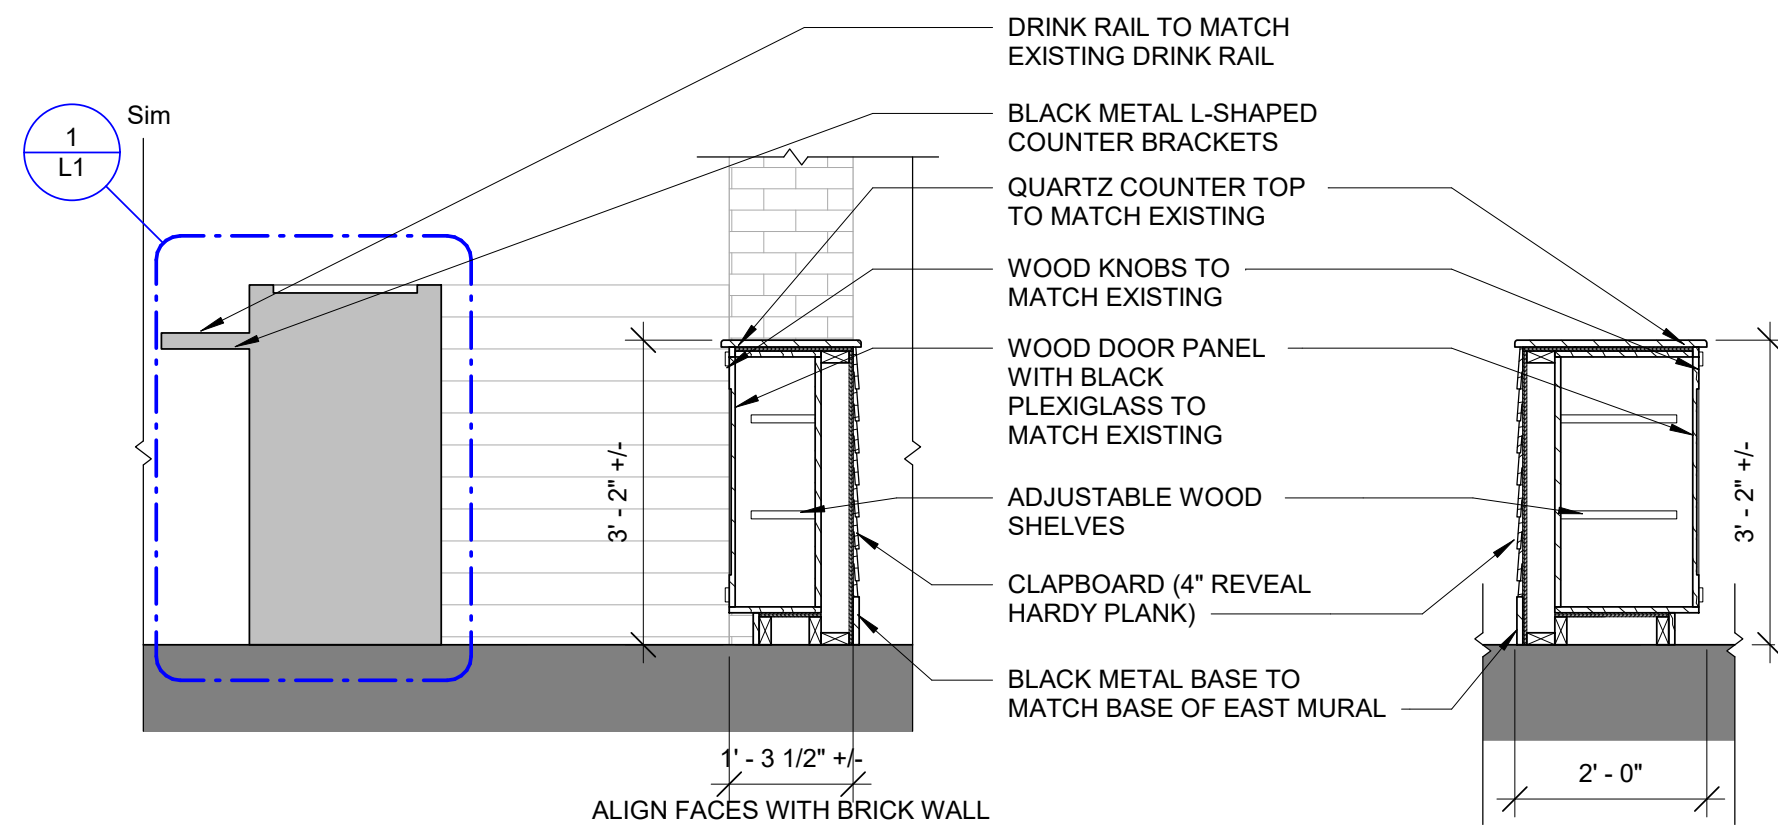 DRINK RAIL TO MATCH
EXISTING DRINK RAIL
Sim
1
L1
BLACK METAL L-SHAPED
COUNTER BRACKETS
QUARTZ COUNTER TOP
TO MATCH EXISTING
WOOD KNOBS TO
MATCH EXISTING
WOOD DOOR PANEL
WITH BLACK
PLEXIGLASS TO
MATCH EXISTING
3' - 2" +/-
3' - 2" +/-
ADJUSTABLE WOOD
SHELVES
CLAPBOARD (4" REVEAL
HARDY PLANK)
BLACK METAL BASE TO
MATCH BASE OF EAST MURAL
1' - 3 1/2" +/-
2' - 0"
ALIGN FACES WITH BRICK WALL